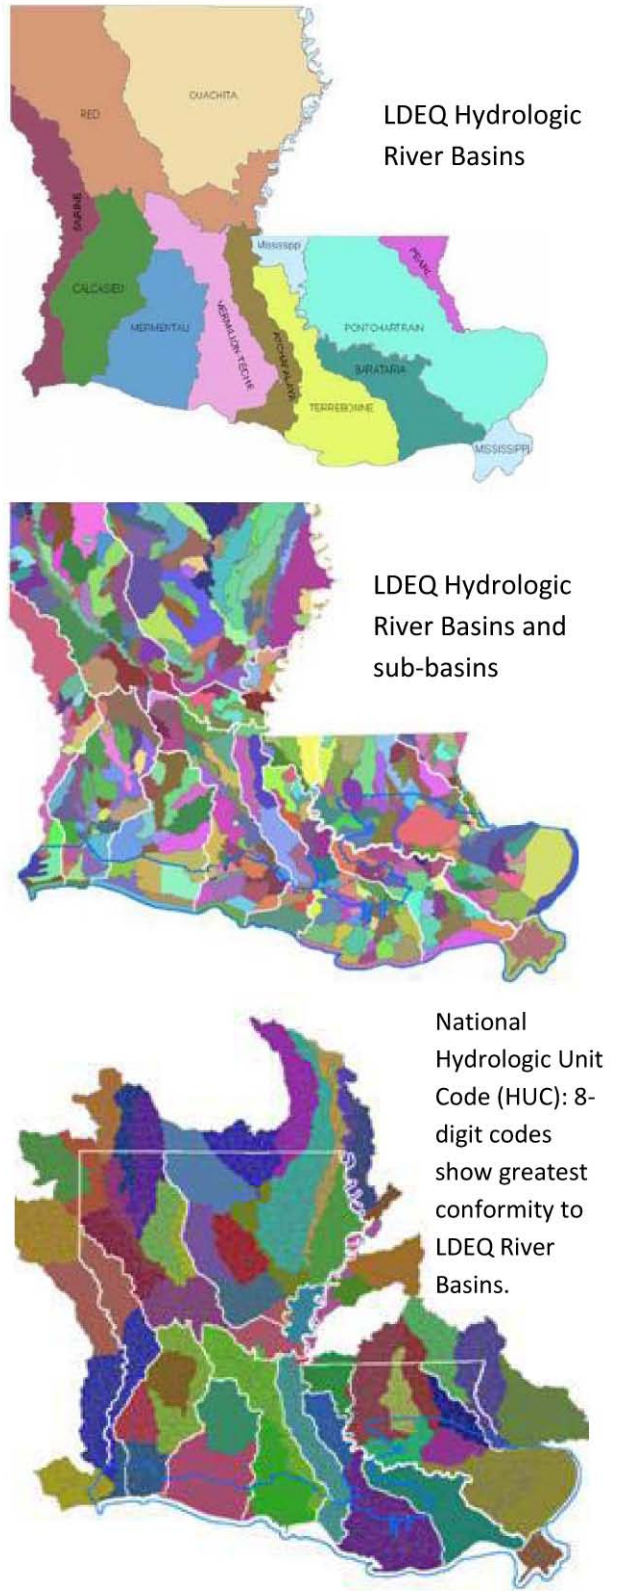 OUACHITA
RED
LDEQ Hydrologic
River Basins
SABINE
Mississippi
PEARL
CALCASIEU
MERMENTAU
VERMILION-TECHE
ATCHAFALAYA
PONTCHARTRAIN
BARATARIA
TERREBONNE
MISSISSIPPI
LDEQ Hydrologic
River Basins and
sub-basins
National
Hydrologic Unit
Code (HUC): 8-
digit codes
show greatest
conformity to
LDEQ River
Basins.